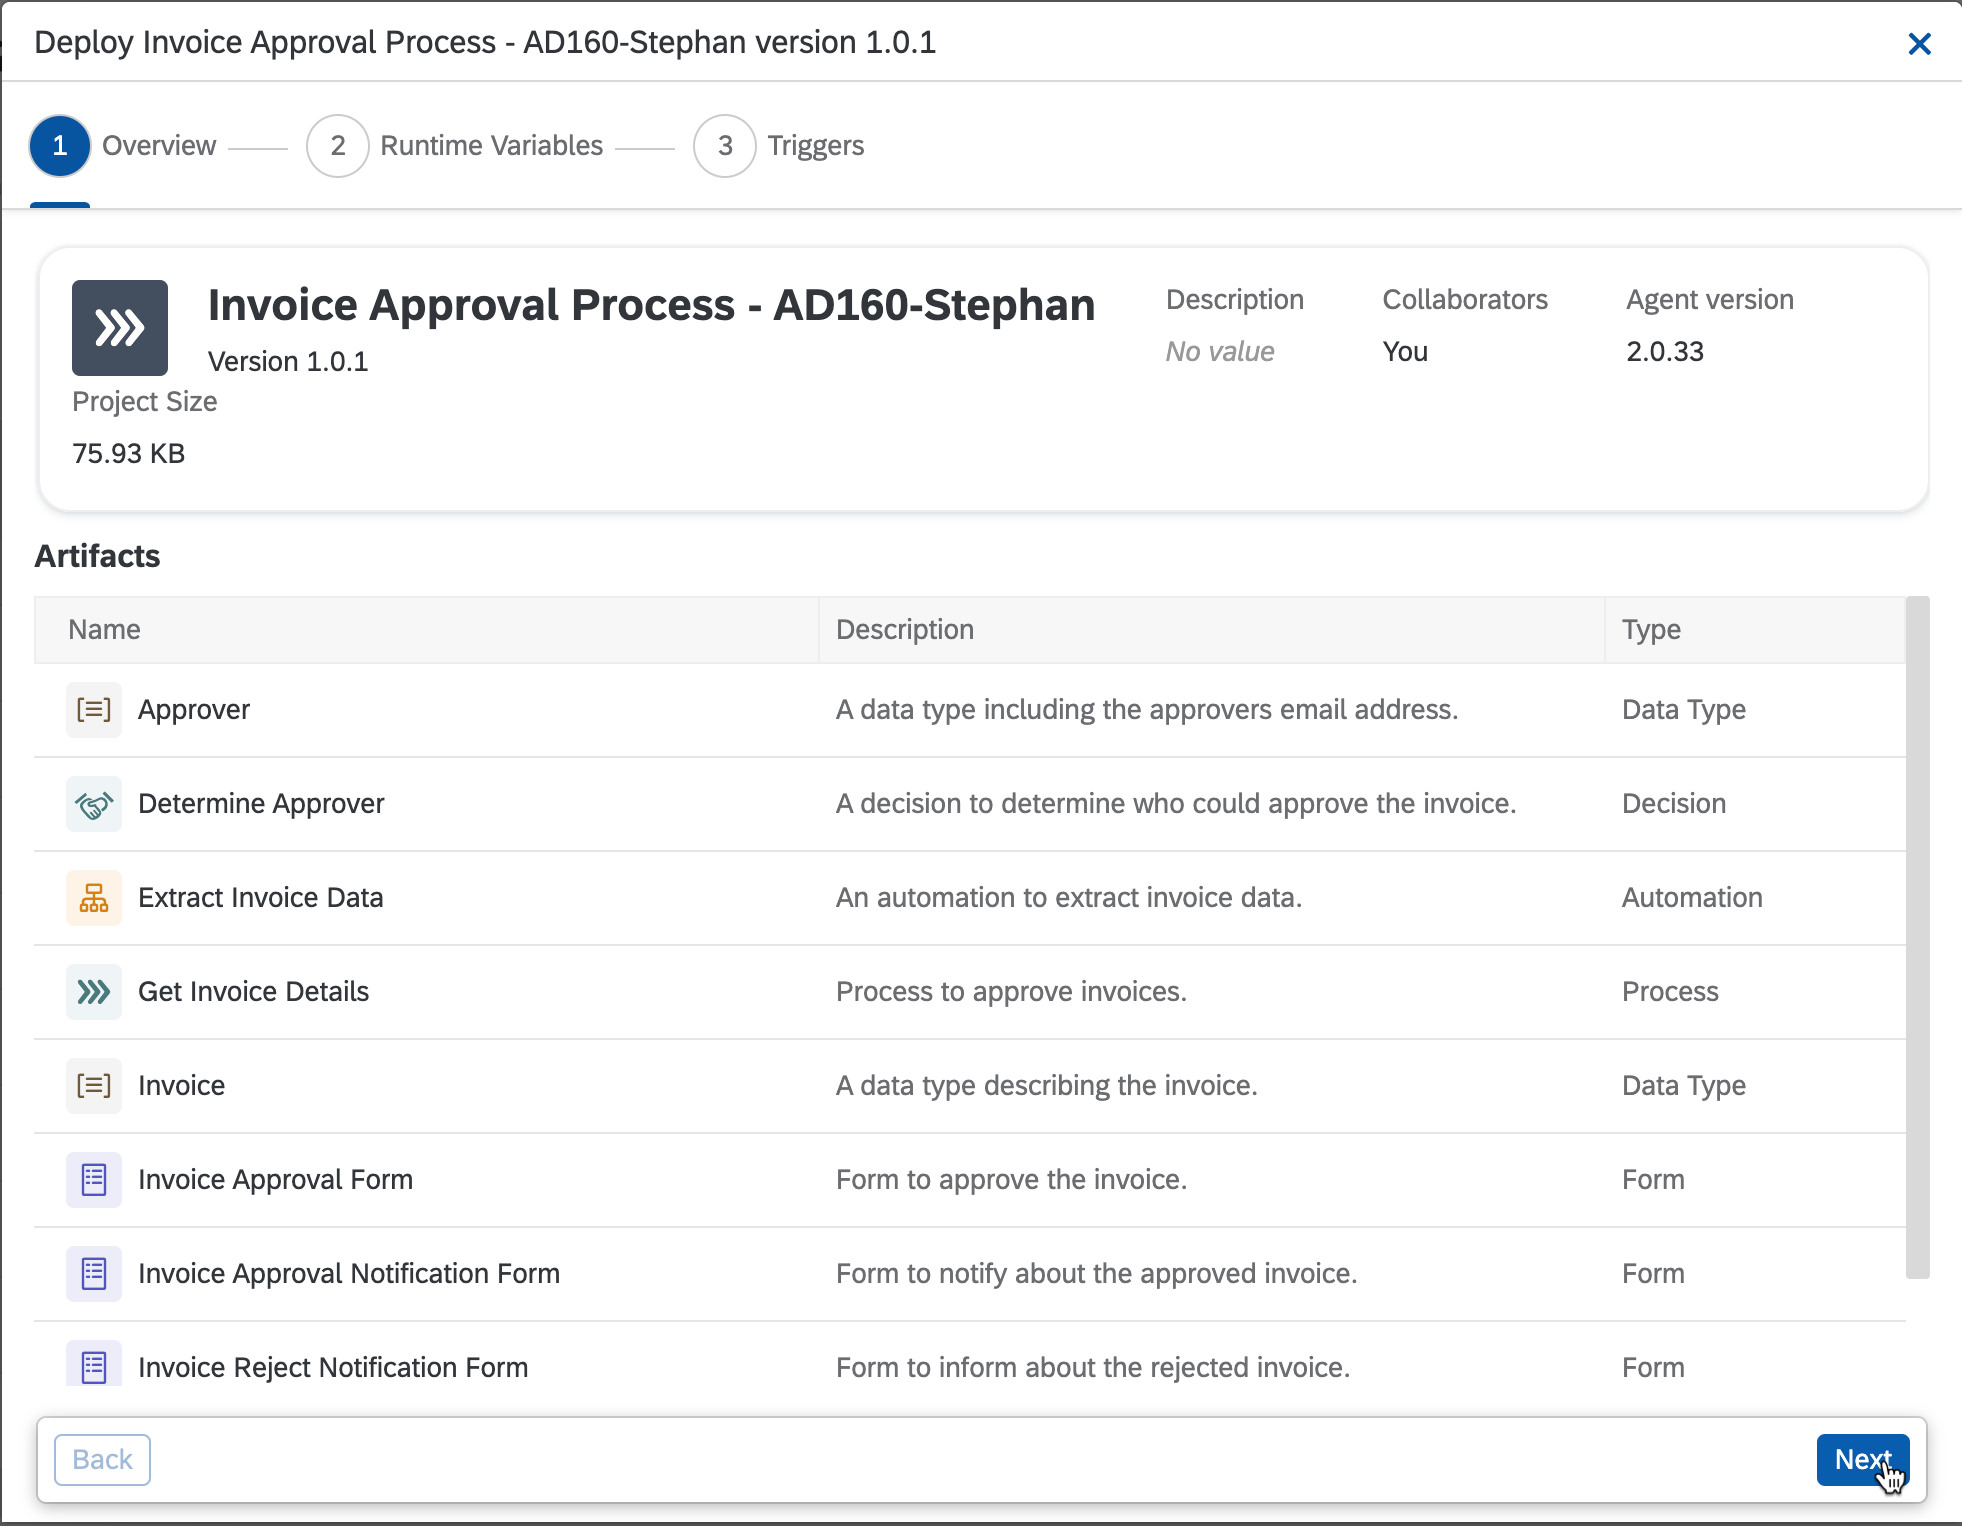 Deploy Invoice Approval Process - AD160-Stephan version 1.0.1
1 Overview 2 Runtime Variables 3 Triggers
Invoice Approval Process - AD160-Stephan
Version 1.0.1
Description
No value
Collaborators
You
Agent version
2.0.33
Project Size
75.93 KB
Artifacts
Name Description Type
Approver A data type including the approvers email address. Data Type
Determine Approver A decision to determine who could approve the invoice. Decision
Extract Invoice Data An automation to extract invoice data. Automation
Get Invoice Details Process to approve invoices. Process
Invoice A data type describing the invoice. Data Type
Invoice Approval Form Form to approve the invoice. Form
Invoice Approval Notification Form Form to notify about the approved invoice. Form
Invoice Reject Notification Form Form to inform about the rejected invoice. Form
Back Next